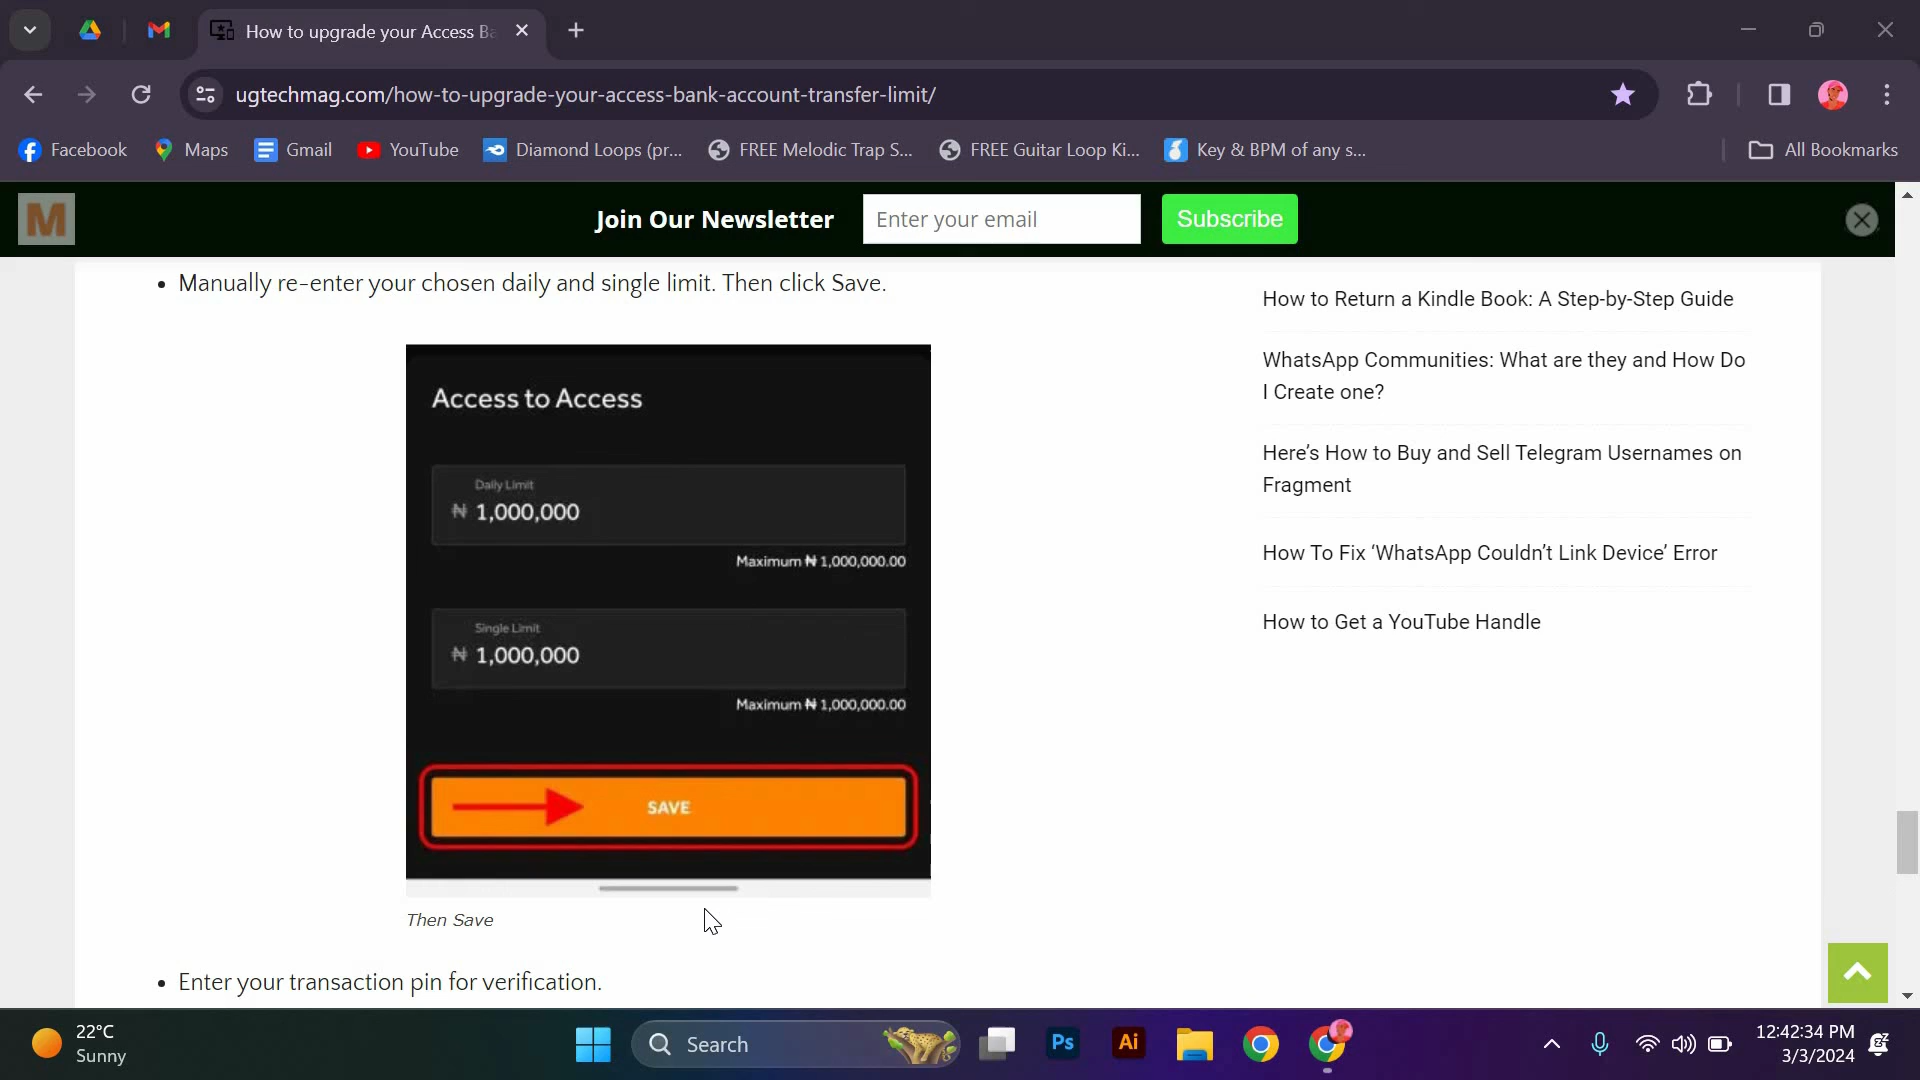 How to upgrade your Access Ba
ugtechmag.com/how-to-upgrade-your-access-bank-account-transfer-limit/
Facebook
Maps
Gmail
YouTube
Diamond Loops (pr...
FREE Melodic Trap S...
FREE Guitar Loop Ki...
Key & BPM of any s...
All Bookmarks
M
Join Our Newsletter
Enter your email
Subscribe
• Manually re-enter your chosen daily and single limit. Then click Save.
Access to Access
Daily Limit
₦ 1,000,000
Maximum ₦ 1,000,000.00
Single Limit
₦ 1,000,000
Maximum ₦ 1,000,000.00
SAVE
Then Save
• Enter your transaction pin for verification.
How to Return a Kindle Book: A Step-by-Step Guide
WhatsApp Communities: What are they and How Do
I Create one?
Here’s How to Buy and Sell Telegram Usernames on
Fragment
How To Fix ‘WhatsApp Couldn’t Link Device’ Error
How to Get a YouTube Handle
22°C
Sunny
Search
Ps
Ai
12:42:34 PM
3/3/2024